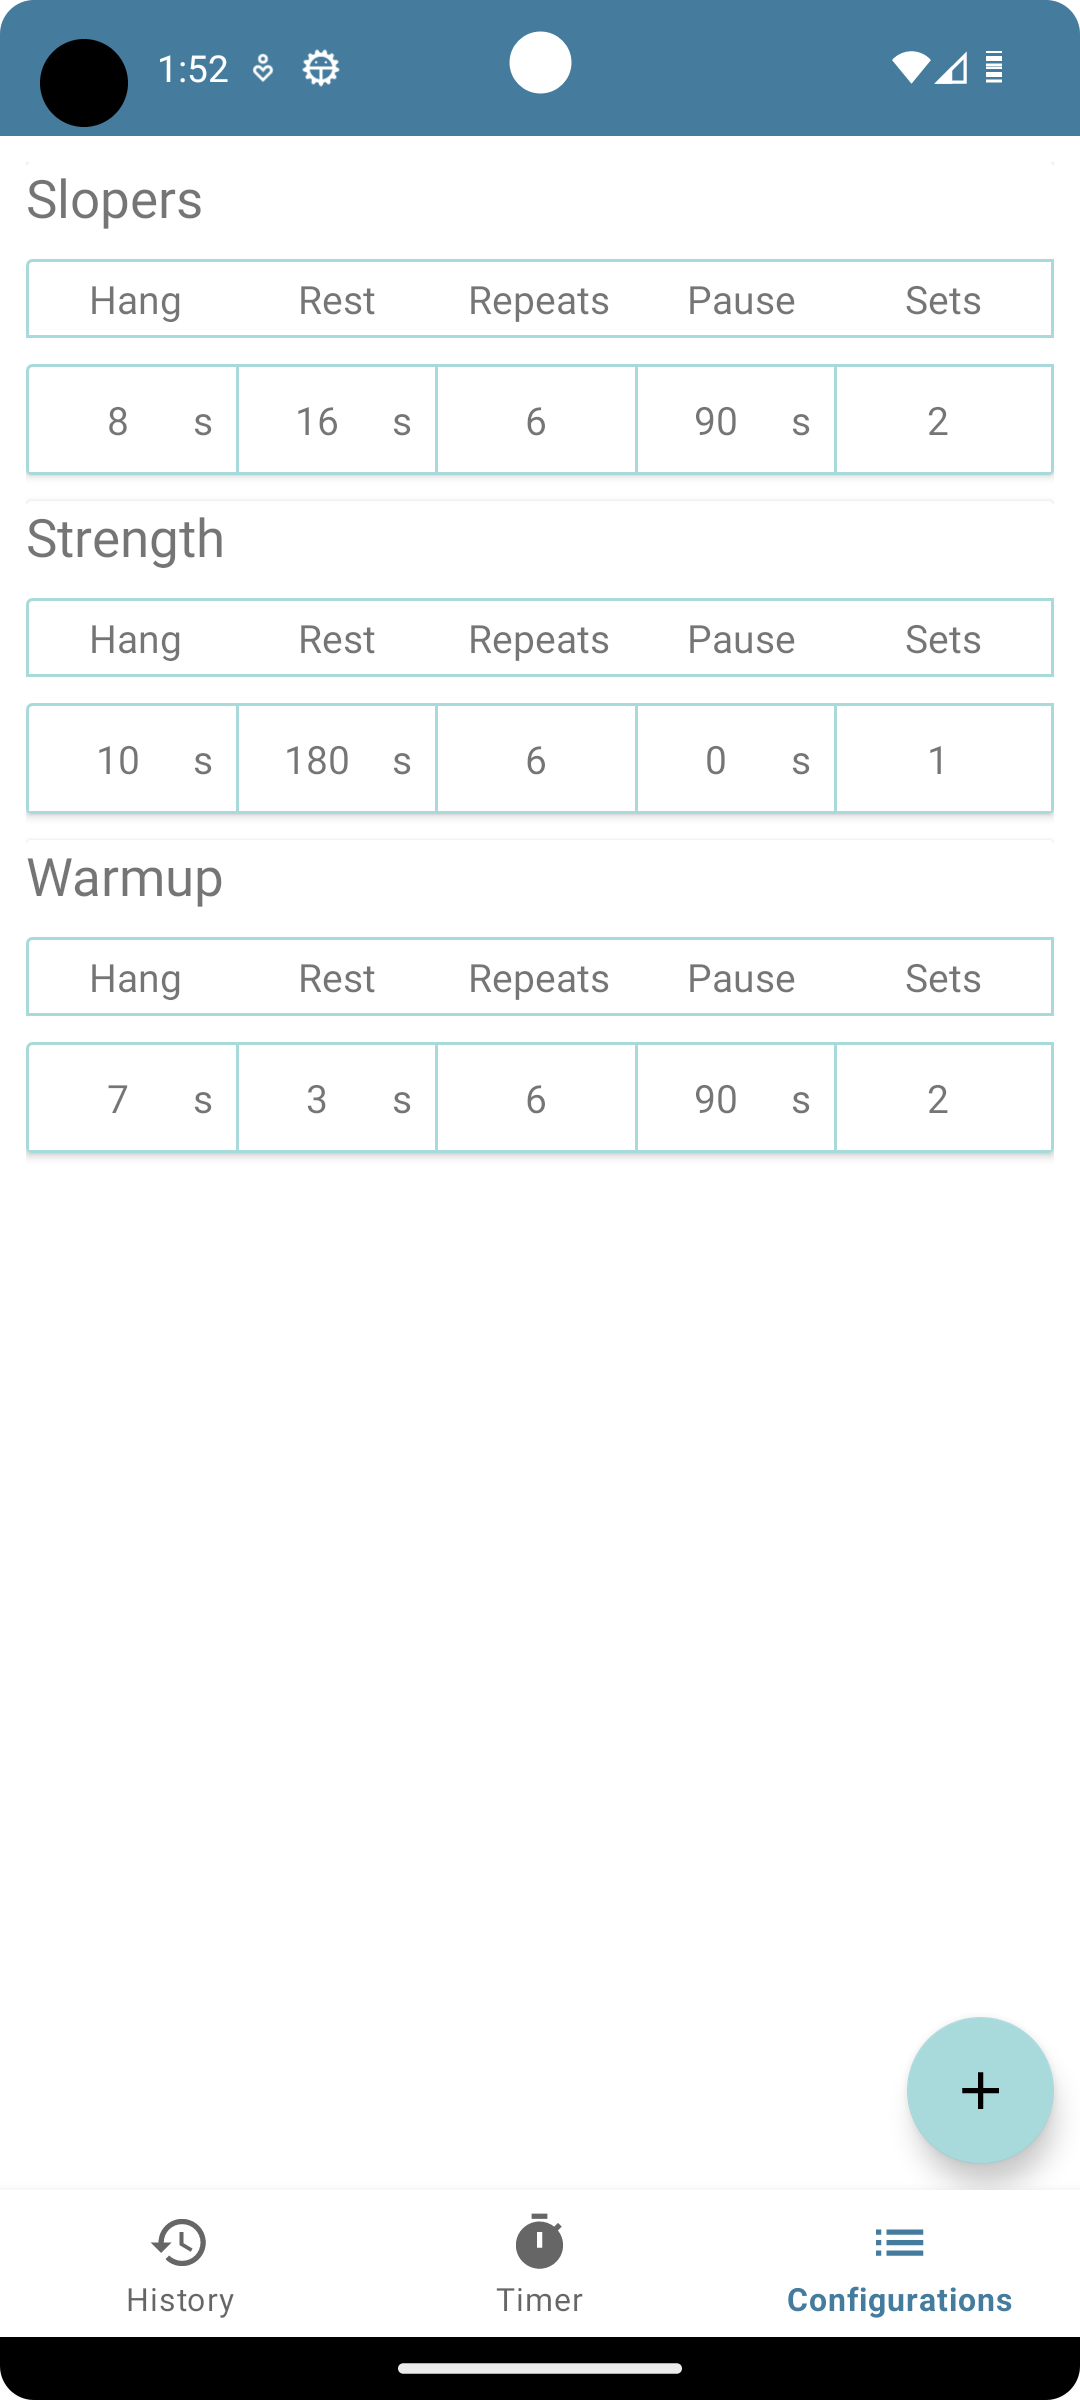 1:52
Slopers
Hang Rest Repeats Pause Sets
8 s 16 s 6 90 s 2
Strength
Hang Rest Repeats Pause Sets
10 s 180 s 6 0 s 1
Warmup
Hang Rest Repeats Pause Sets
7 s 3 s 6 90 s 2
History Timer Configurations